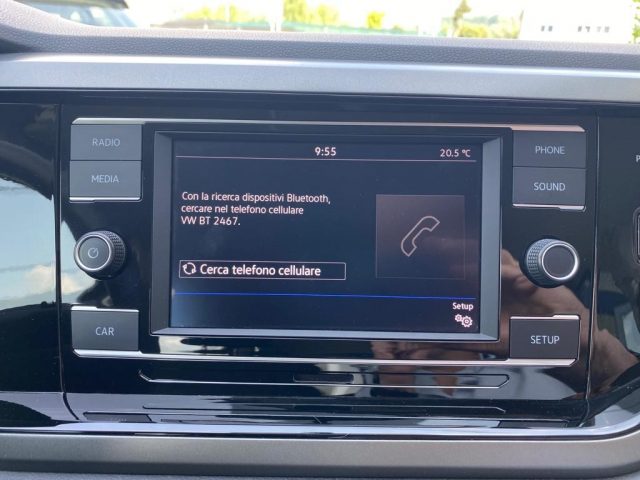 9:55
20.5 °C
RADIO
PHONE
MEDIA
SOUND
Con la ricerca dispositivi Bluetooth,
cercare nel telefono cellulare
VW BT 2467.
Cerca telefono cellulare
Setup
CAR
SETUP
P